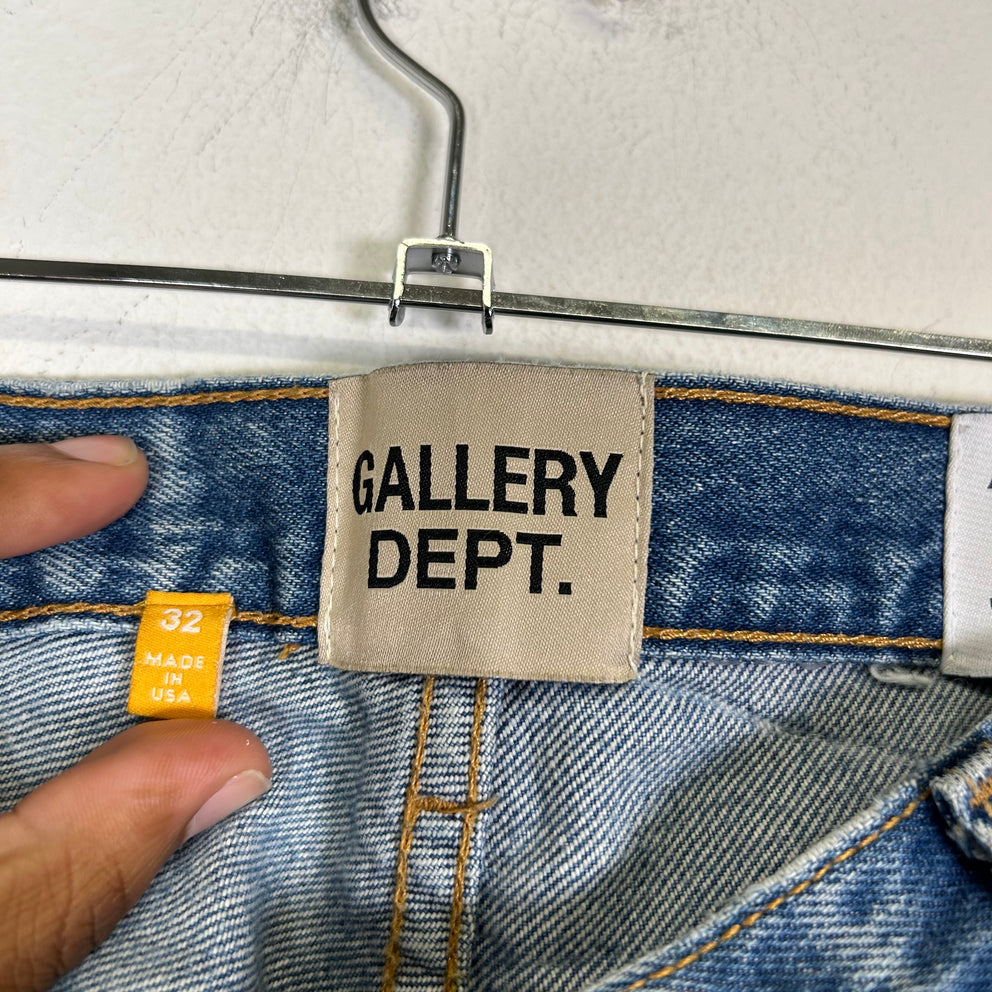 GALLERY
DEPT.
32
MADE
IN
USA